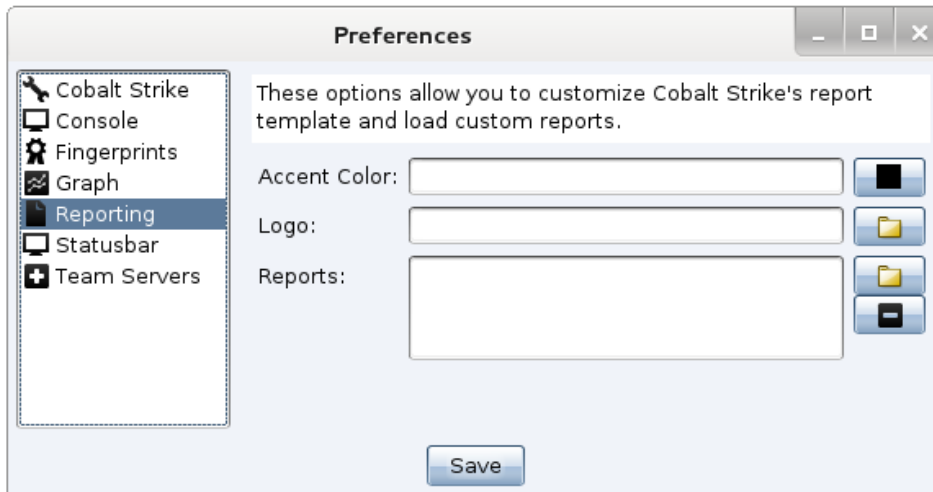 Preferences
Cobalt Strike
Console
Fingerprints
Graph
Reporting
Statusbar
Team Servers
These options allow you to customize Cobalt Strike's report
template and load custom reports.
Accent Color:
Logo:
Reports:
Save